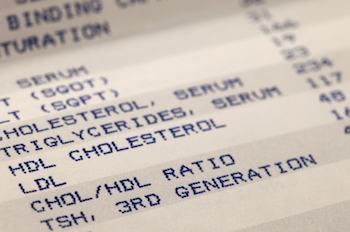 BINDING CA
TURATION
SERUM
(SGOT) 19
LT (SGPT) 23
CHOLESTEROL, SERUM 234
TRIGLYCERIDES, SERUM 117
HDL CHOLESTEROL 48
LDL
CHOL/HDL RATIO
TSH, 3RD GENERATION